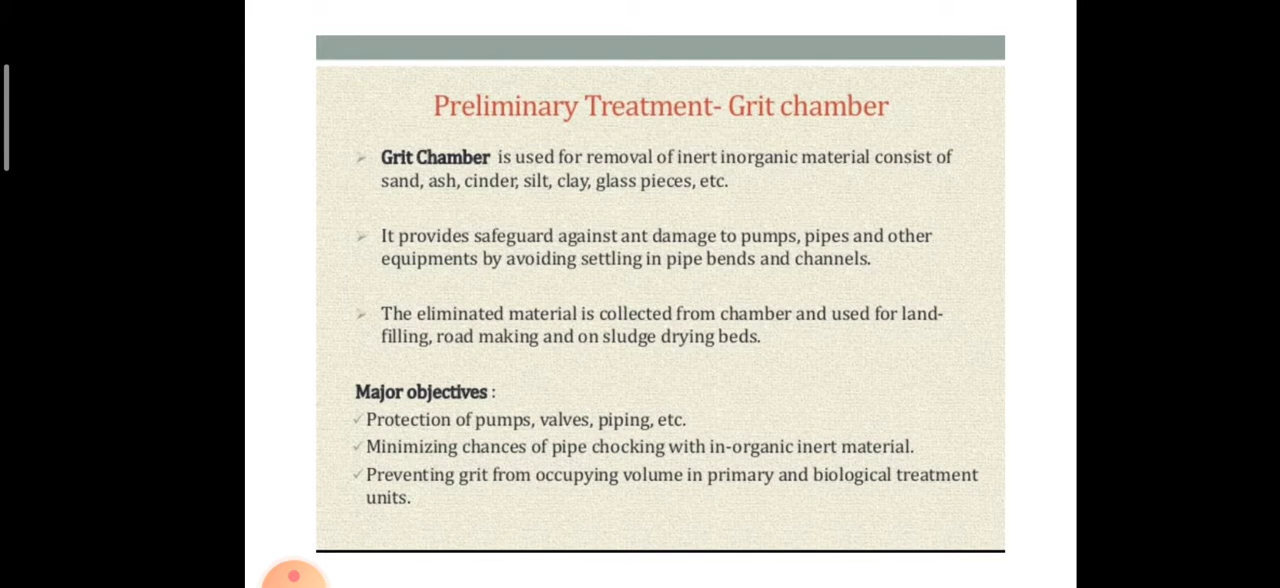 Preliminary Treatment- Grit chamber
Grit Chamber is used for removal of inert inorganic material consist of
sand, ash, cinder, silt, clay, glass pieces, etc.
It provides safeguard against ant damage to pumps, pipes and other
equipments by avoiding settling in pipe bends and channels.
The eliminated material is collected from chamber and used for land-
filling, road making and on sludge drying beds.
Major objectives :
Protection of pumps, valves, piping, etc.
Minimizing chances of pipe chocking with in-organic inert material.
Preventing grit from occupying volume in primary and biological treatment
units.